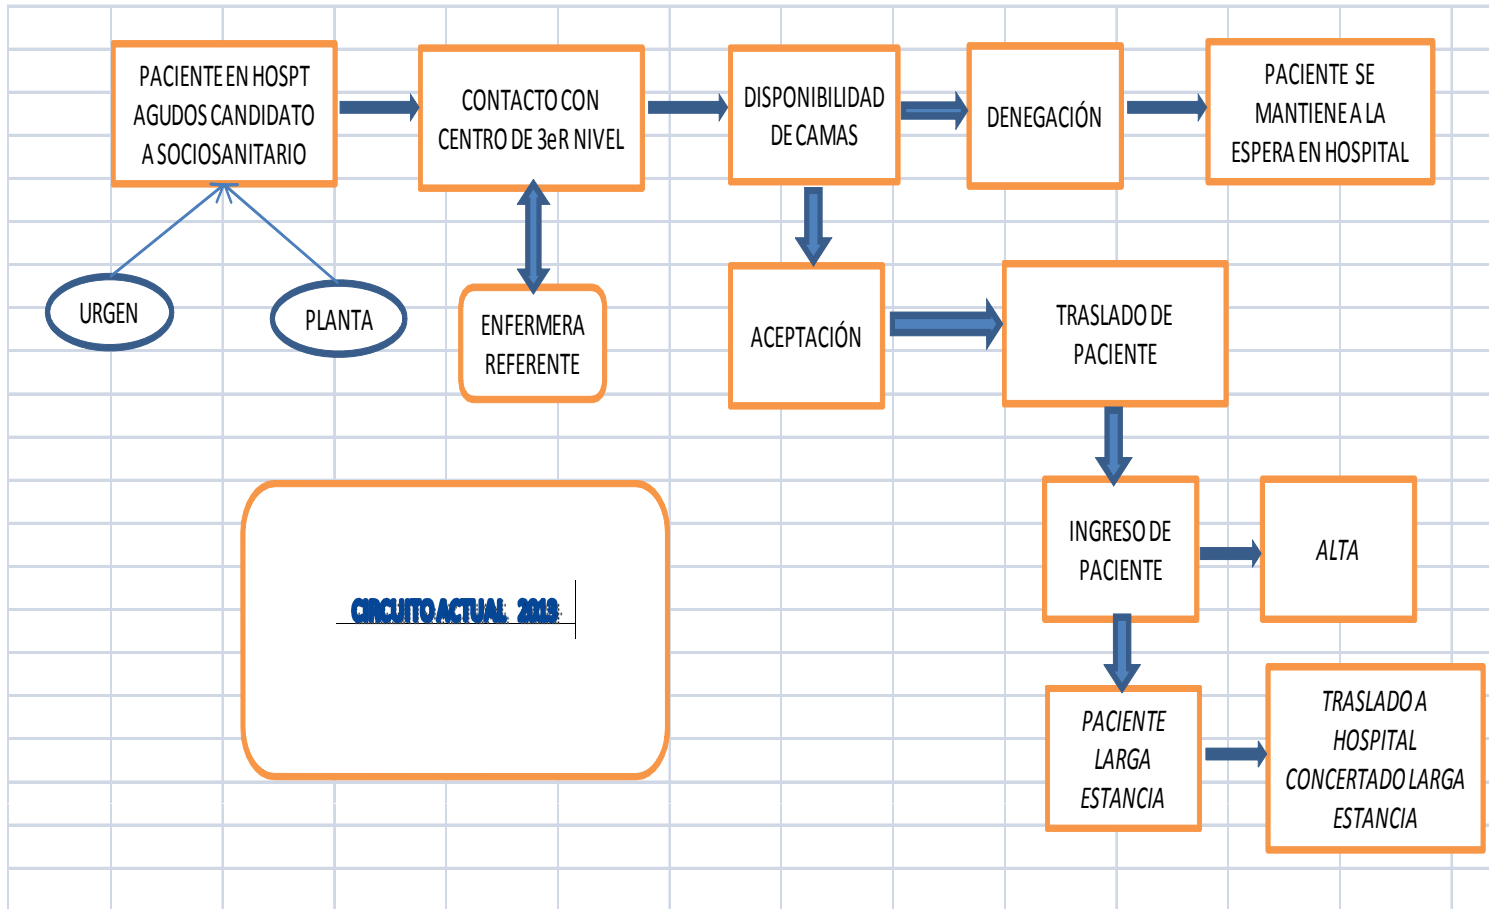 PACIENTE EN HOSPT
AGUDOS CANDIDATO
A SOCIOSANITARIO
CONTACTO CON
CENTRO DE 3eR NIVEL
DISPONIBILIDAD
DE CAMAS
DENEGACIÓN
PACIENTE SE
MANTIENE A LA
ESPERA EN HOSPITAL
URGEN
PLANTA
ENFERMERA
REFERENTE
ACEPTACIÓN
TRASLADO DE
PACIENTE
INGRESO DE
PACIENTE
ALTA
CIRCUITO ACTUAL 2013
PACIENTE
LARGA
ESTANCIA
TRASLADO A
HOSPITAL
CONCERTADO LARGA
ESTANCIA